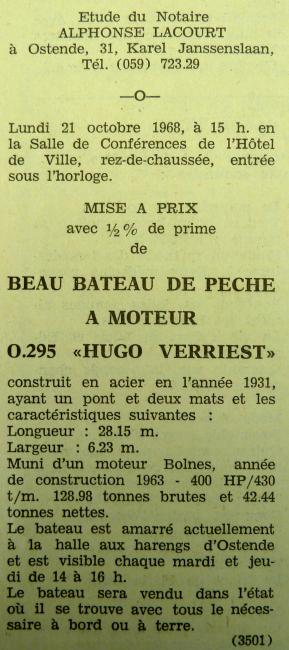 Etude du Notaire
ALPHONSE LACOURT
à Ostende, 31, Karel Janssenslaan,
Tél. (059) 723.29
—O—
Lundi 21 octobre 1968, à 15 h. en
la Salle de Conférences de l'Hôtel
de Ville, rez-de-chaussée, entrée
sous l'horloge.
MISE A PRIX
avec ½% de prime
de
BEAU BATEAU DE PECHE
A MOTEUR
O.295 «HUGO VERRIEST»
construit en acier en l'année 1931,
ayant un pont et deux mats et les
caractéristiques suivantes :
Longueur : 28.15 m.
Largeur : 6.23 m.
Muni d'un moteur Bolnes, année
de construction 1963 - 400 HP/430
t/m. 128.98 tonnes brutes et 42.44
tonnes nettes.
Le bateau est amarré actuellement
à la halle aux harengs d'Ostende
et est visible chaque mardi et jeu-
di de 14 à 16 h.
Le bateau sera vendu dans l'état
où il se trouve avec tous le néces-
saire à bord ou à terre.
(3501)